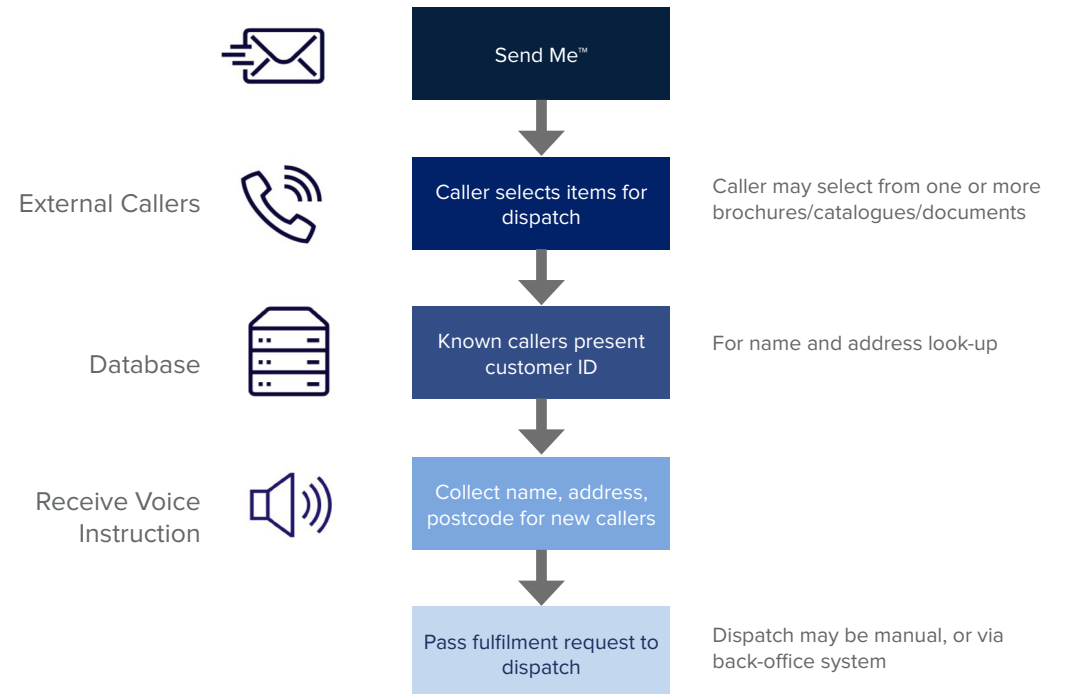 Send Me™
External Callers
Caller selects items for
dispatch
Caller may select from one or more
brochures/catalogues/documents
Database
Known callers present
customer ID
For name and address look-up
Receive Voice
Instruction
Collect name, address,
postcode for new callers
Pass fulfilment request to
dispatch
Dispatch may be manual, or via
back-office system